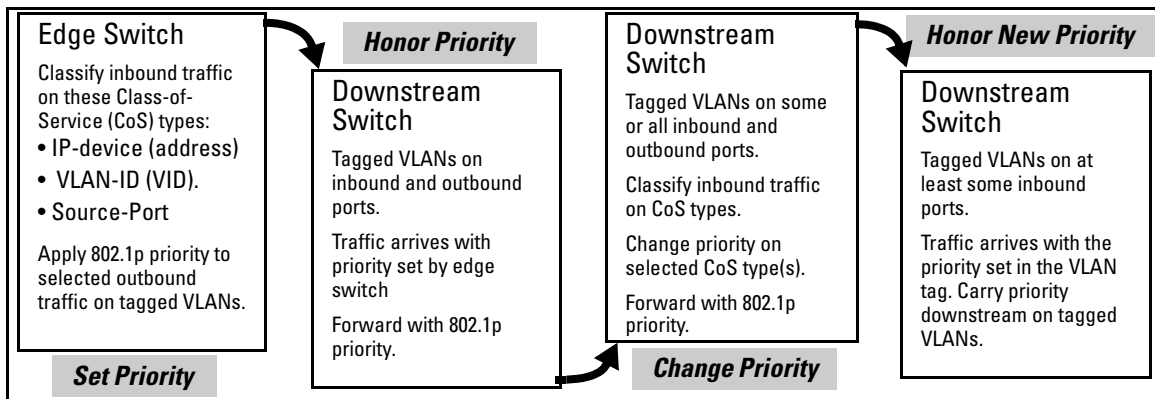 Edge Switch
Classify inbound traffic
on these Class-of-
Service (CoS) types:
• IP-device (address)
• VLAN-ID (VID).
• Source-Port
Apply 802.1p priority to
selected outbound
traffic on tagged VLANs.
Set Priority
Honor Priority
Downstream
Switch
Tagged VLANs on
inbound and outbound
ports.
Traffic arrives with
priority set by edge
switch
Forward with 802.1p
priority.
Downstream
Switch
Tagged VLANs on some
or all inbound and
outbound ports.
Classify inbound traffic
on CoS types.
Change priority on
selected CoS type(s).
Forward with 802.1p
priority.
Change Priority
Honor New Priority
Downstream
Switch
Tagged VLANs on at
least some inbound
ports.
Traffic arrives with the
priority set in the VLAN
tag. Carry priority
downstream on tagged
VLANs.